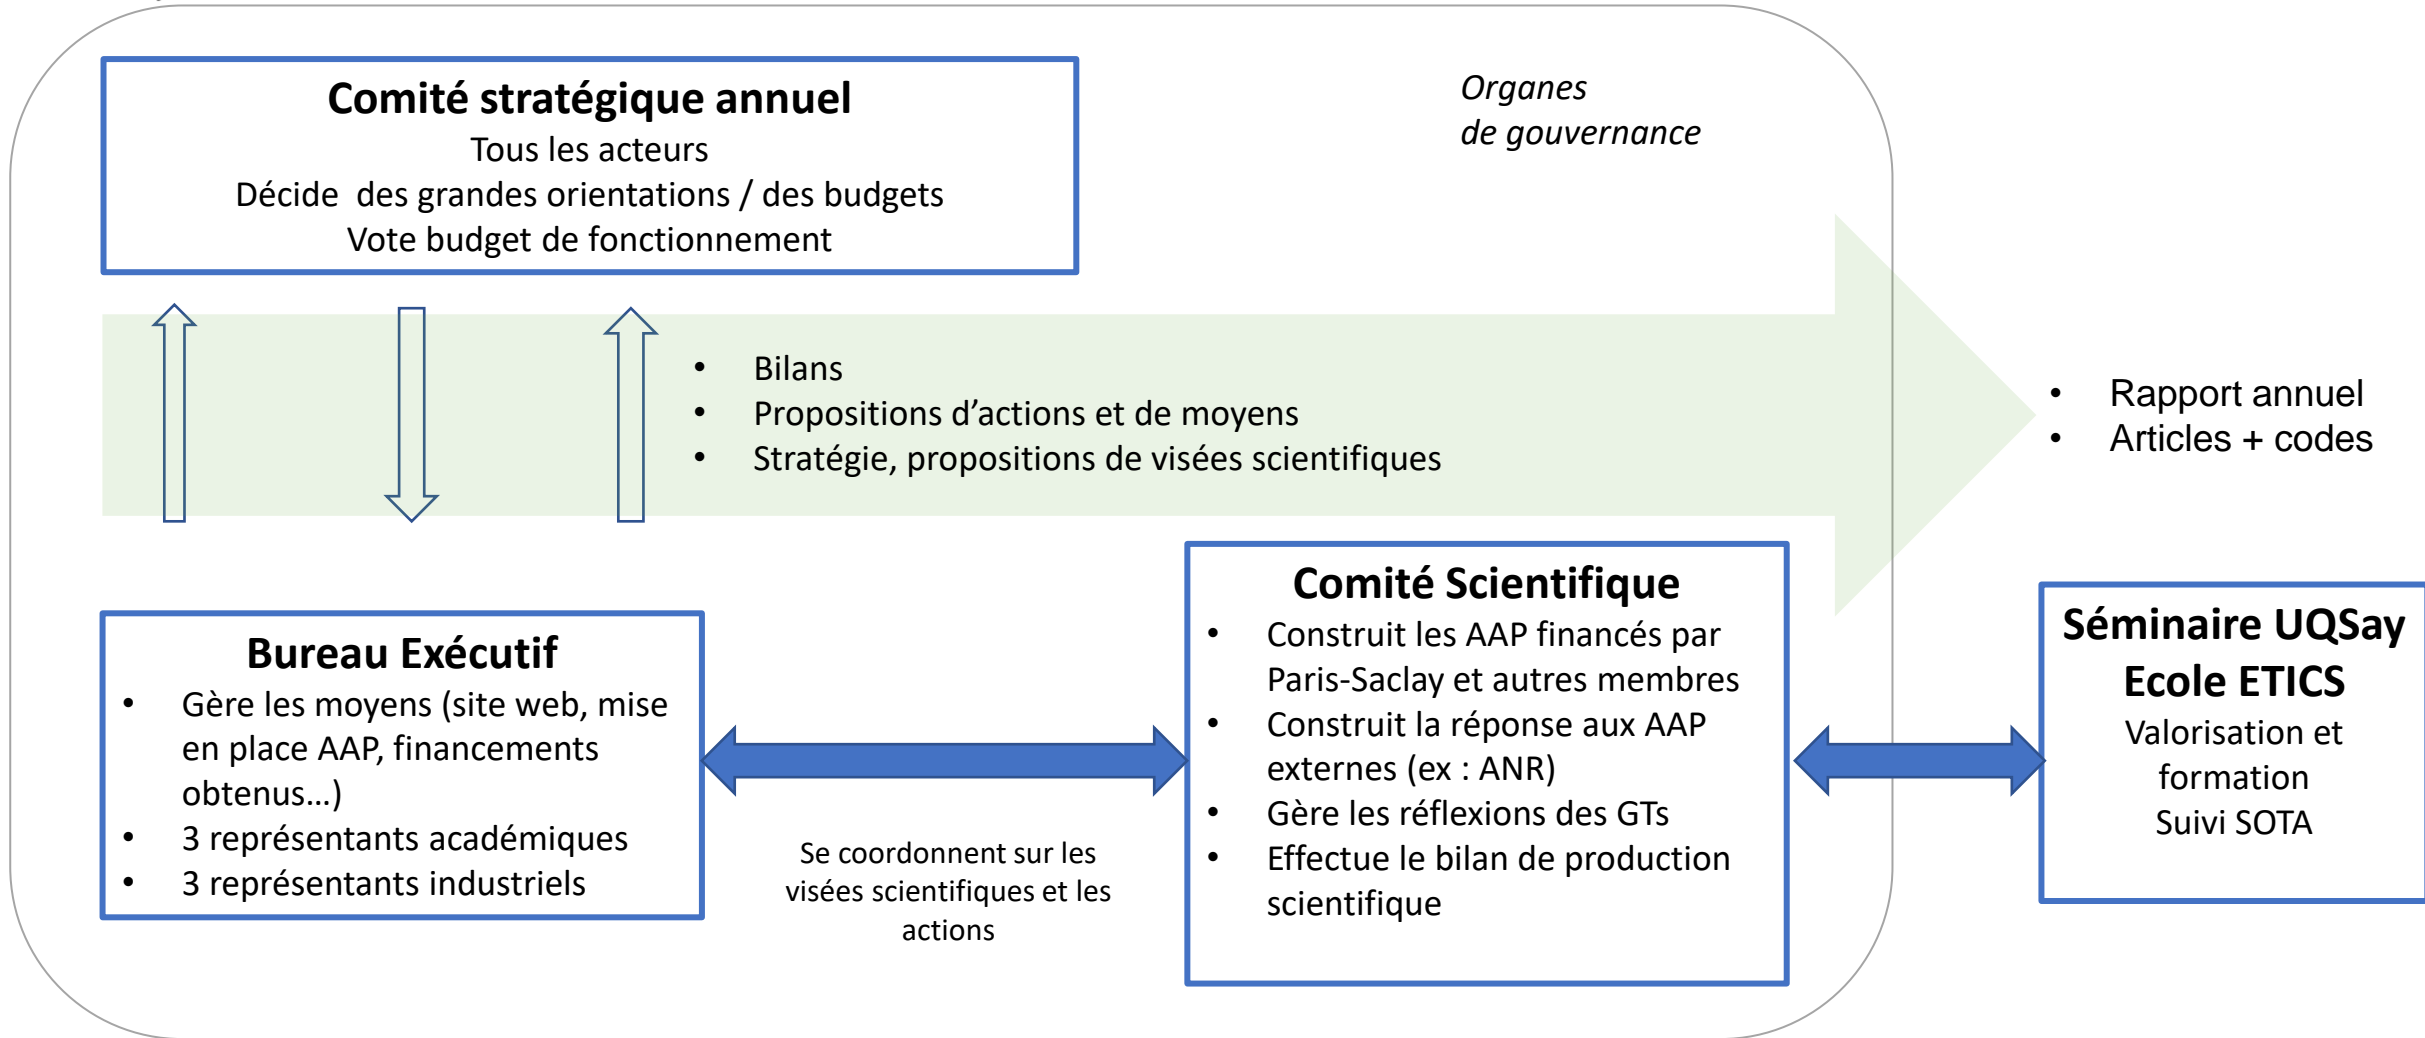 Comité stratégique annuel
Tous les acteurs
Décide  des grandes orientations / des budgets
Vote budget de fonctionnement
Organes
de gouvernance
• Bilans
• Propositions d’actions et de moyens
• Stratégie, propositions de visées scientifiques
• Rapport annuel
• Articles + codes
Bureau Exécutif
• Gère les moyens (site web, mise
en place AAP, financements
obtenus…)
• 3 représentants académiques
• 3 représentants industriels
Se coordonnent sur les
visées scientifiques et les
actions
Comité Scientifique
• Construit les AAP financés par
Paris-Saclay et autres membres
• Construit la réponse aux AAP
externes (ex : ANR)
• Gère les réflexions des GTs
• Effectue le bilan de production
scientifique
Séminaire UQSay
Ecole ETICS
Valorisation et
formation
Suivi SOTA